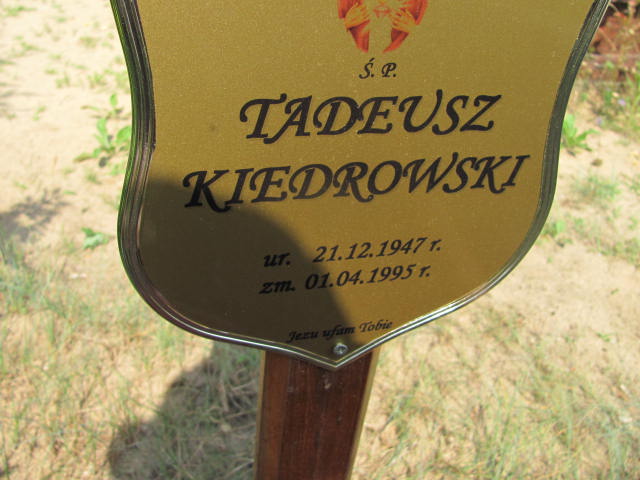 Ś. P.
TADEUSZ
KIEDROWSKI
ur. 21.12.1947 r.
zm. 01.04.1995 r.
Jezu ufam Tobie